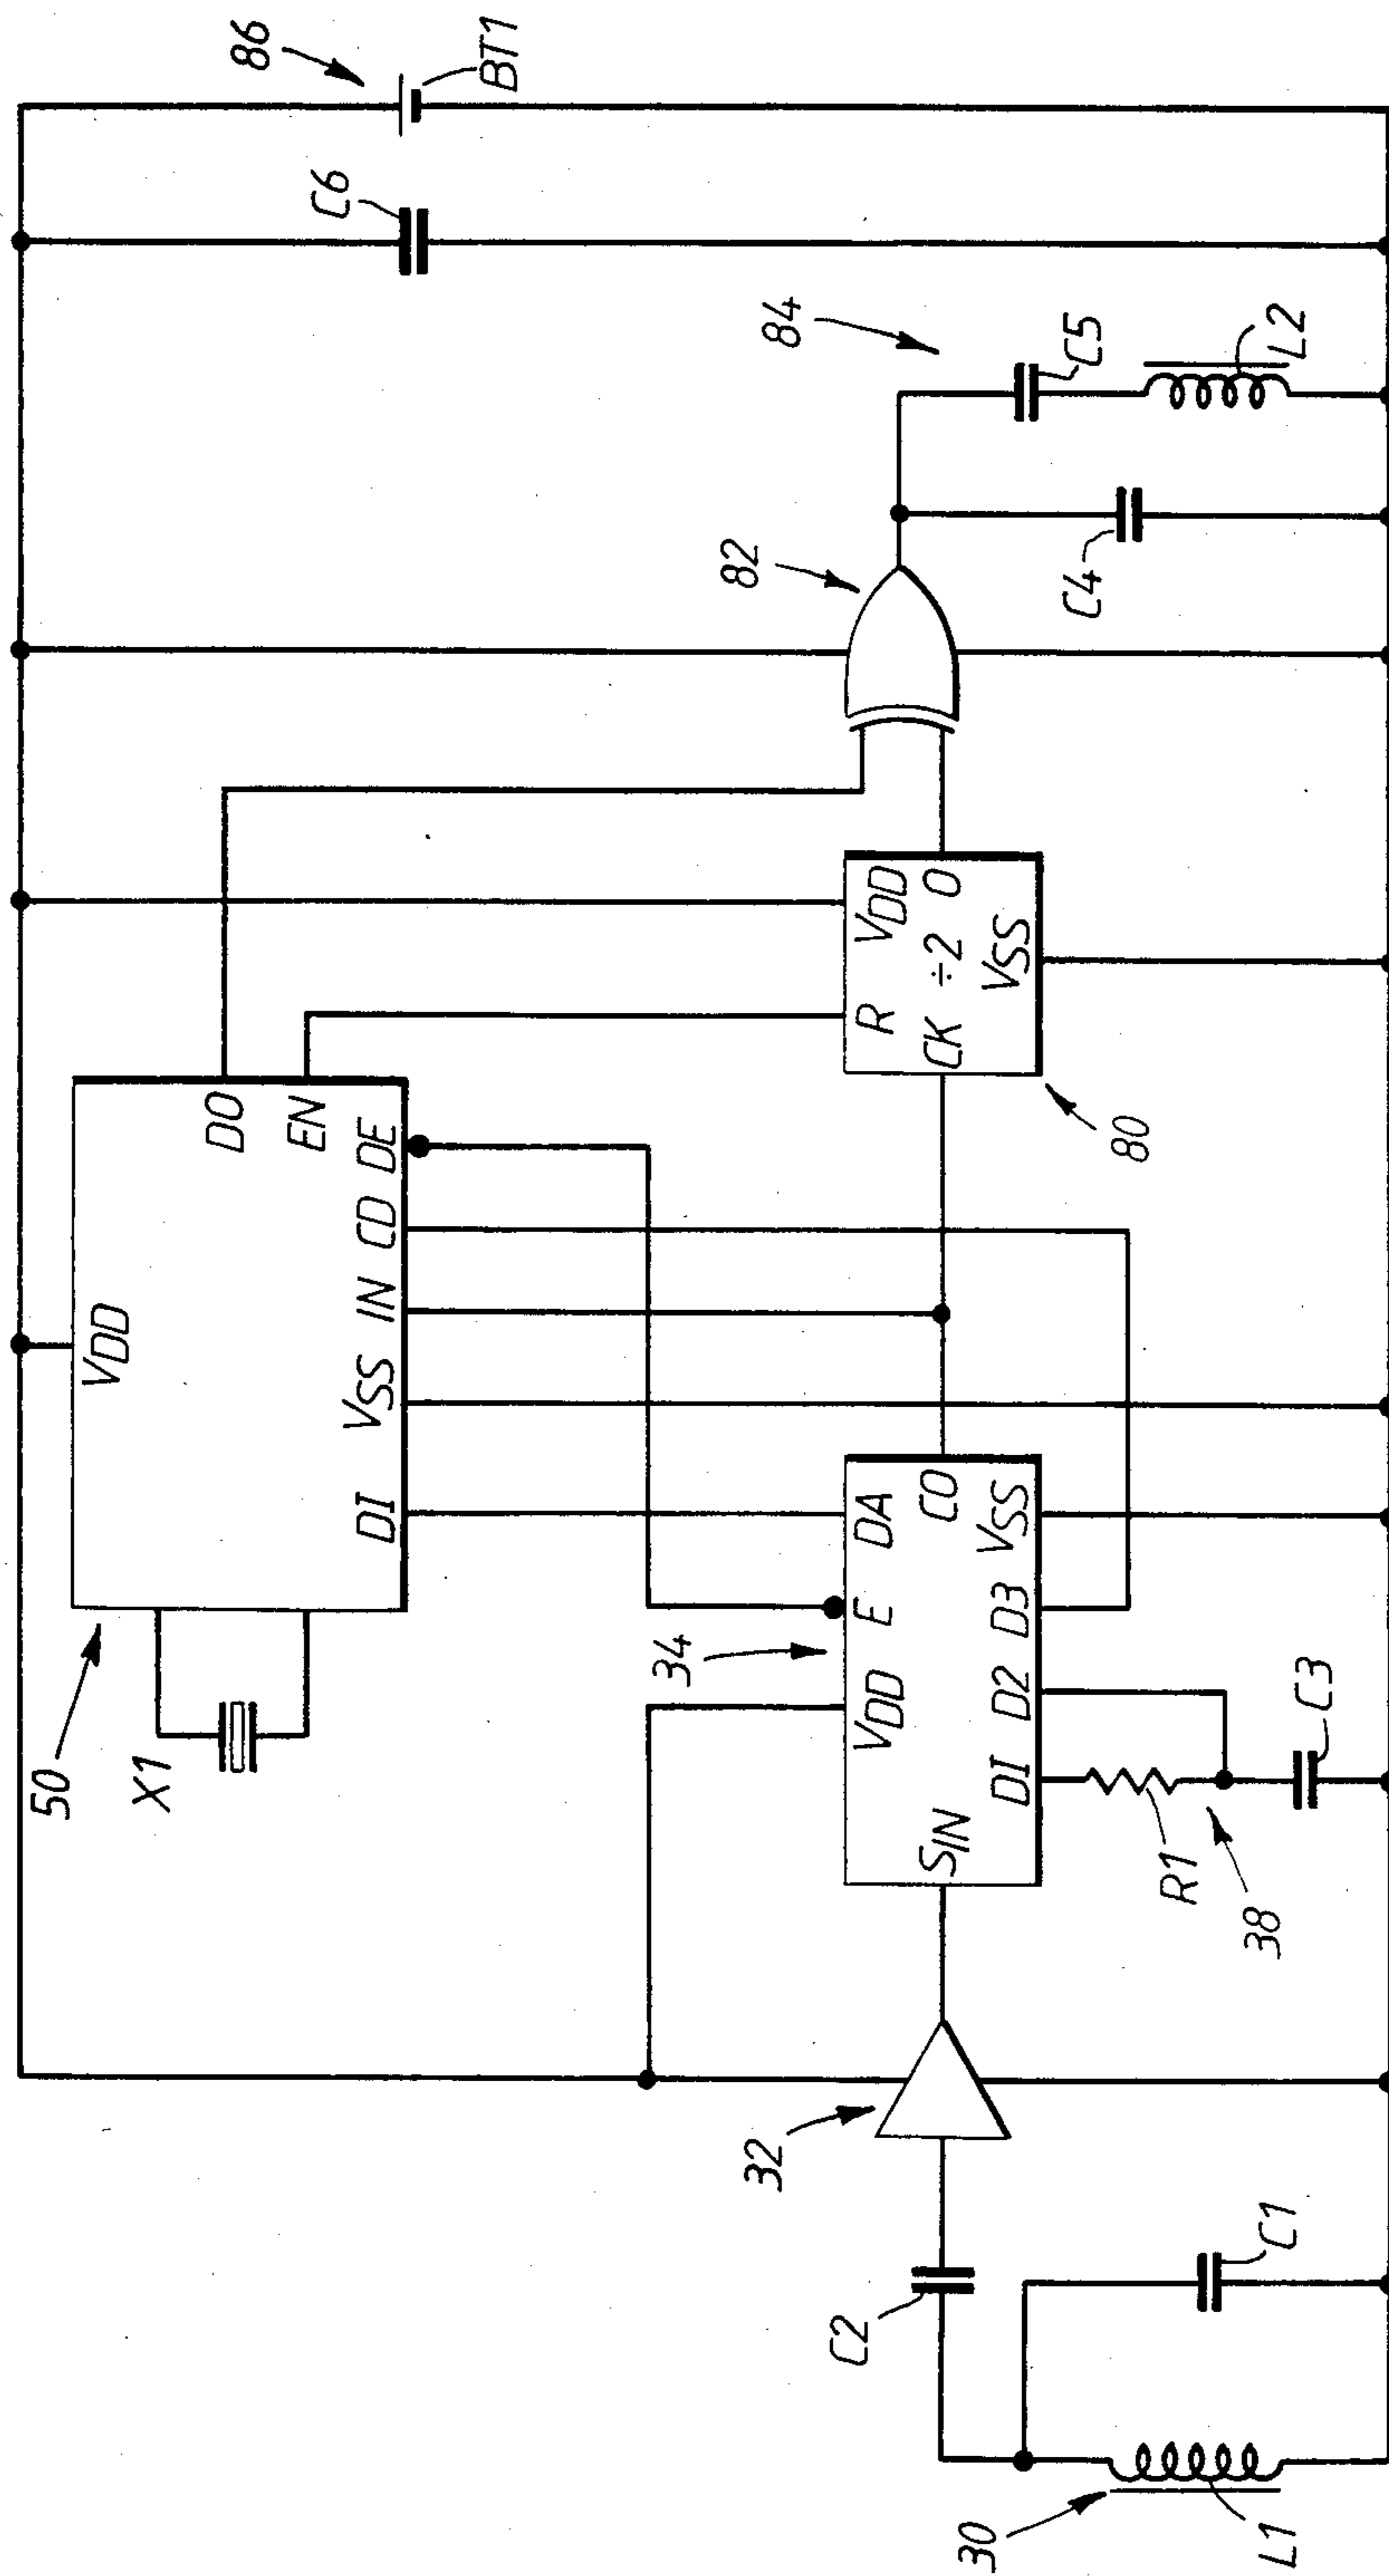 50
X1
VDD
DO
EN
DI
VSS
IN
CD
DE
86
BT1
C6
34
VDD
E
DA
SIN
CO
DI
D2
D3
VSS
R1
38
C3
R
VDD
CK
÷2
O
VSS
80
82
84
C4
C5
L2
32
C2
C1
30
L1